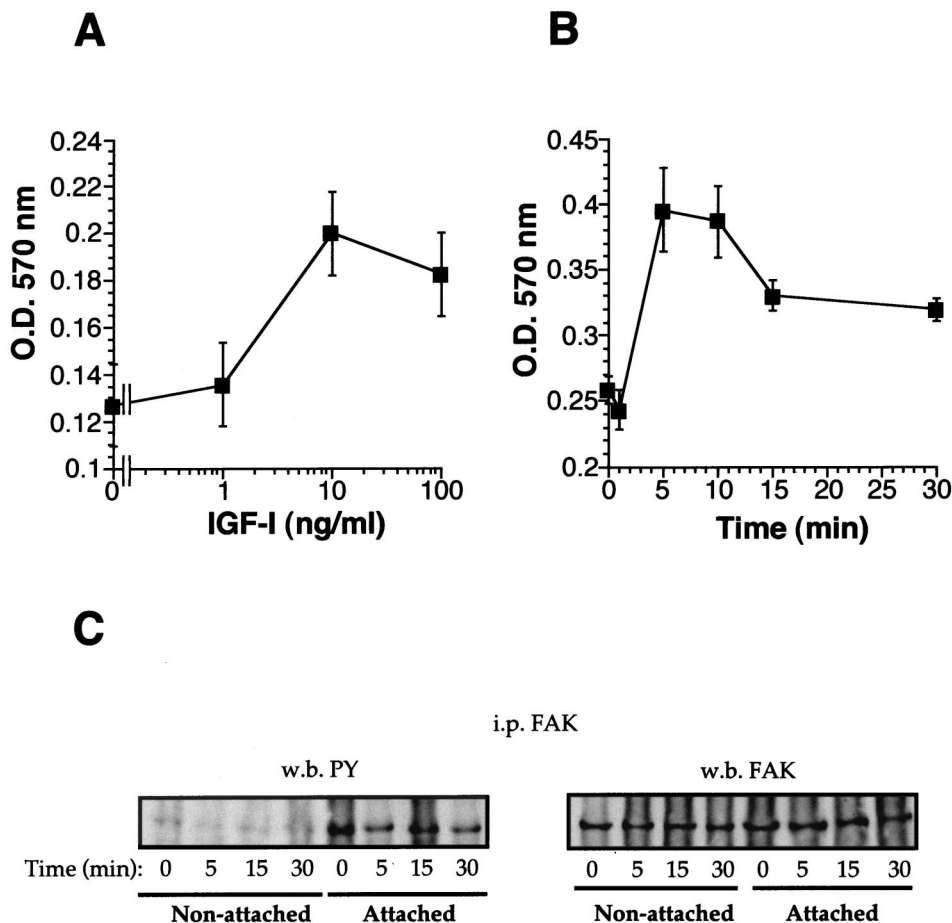 A
B
0.24
0.22
0.2
0.18
0.16
0.14
0.12
0.1
O.D. 570 nm
0
1
10
100
IGF-I (ng/ml)
0.45
0.4
0.35
0.3
0.25
0.2
O.D. 570 nm
0 5 10 15 20 25 30
Time (min)
C
i.p. FAK
w.b. PY
w.b. FAK
Time (min): 0 5 15 30 0 5 15 30
0 5 15 30 0 5 15 30
Non-attached Attached
Non-attached Attached